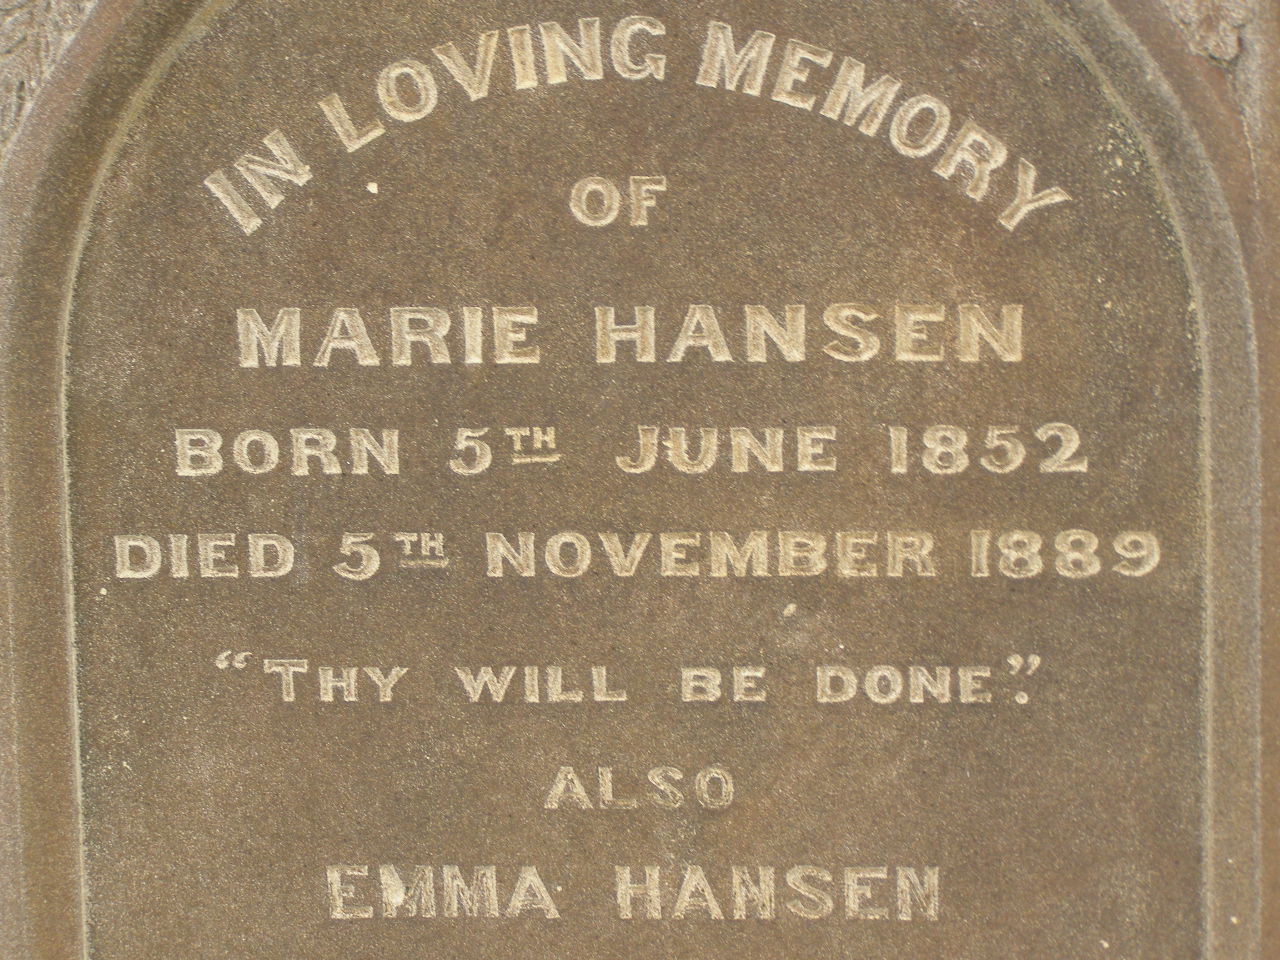 IN LOVING MEMORY
OF
MARIE HANSEN
BORN 5TH JUNE 1852
DIED 5TH NOVEMBER 1889
“THY WILL BE DONE.”
ALSO
EMMA HANSEN